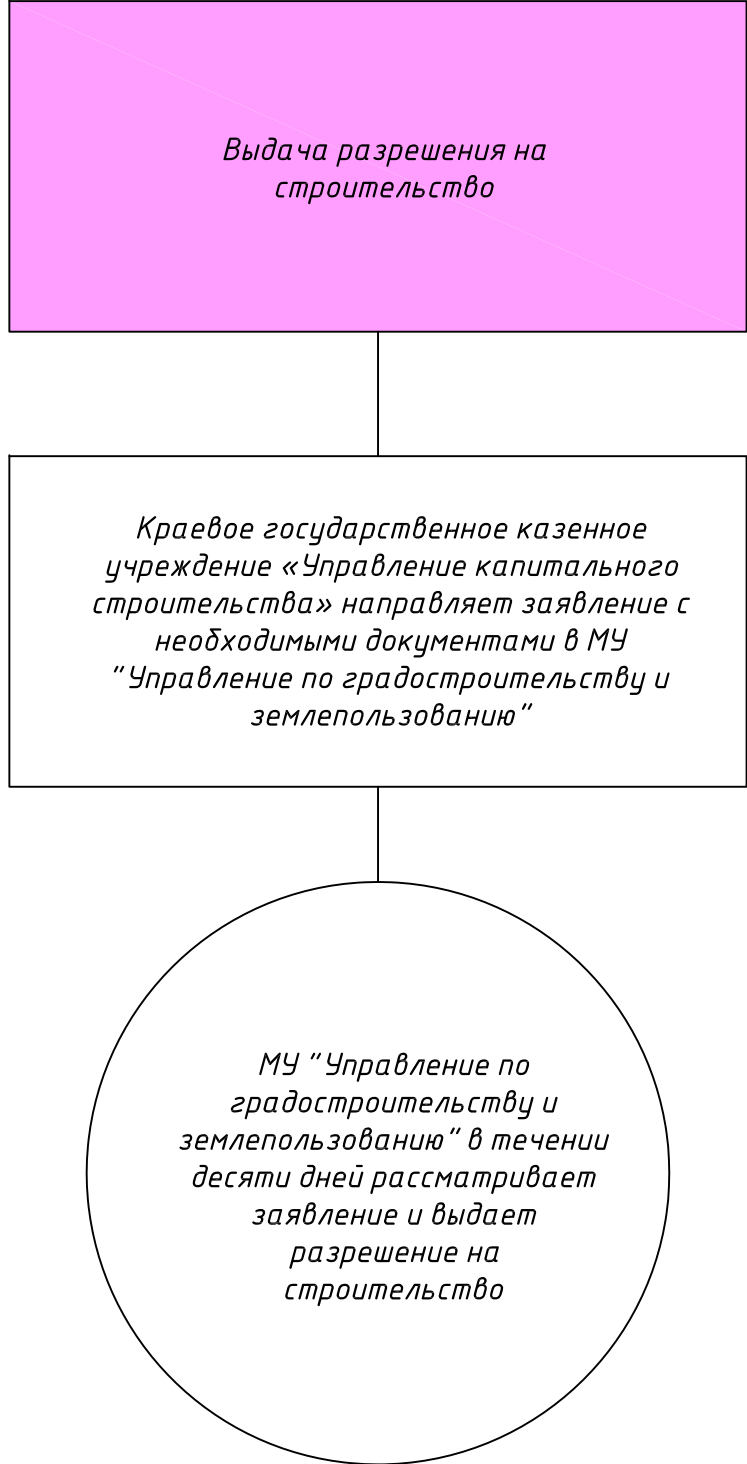 Выдача разрешения на
строительство
Краевое государственное казенное
учреждение «Управление капитального
строительства» направляет заявление с
необходимыми документами в МУ
"Управление по градостроительству и
землепользованию"
МУ "Управление по
градостроительству и
землепользованию" в течении
десяти дней рассматривает
заявление и выдает
разрешение на
строительство